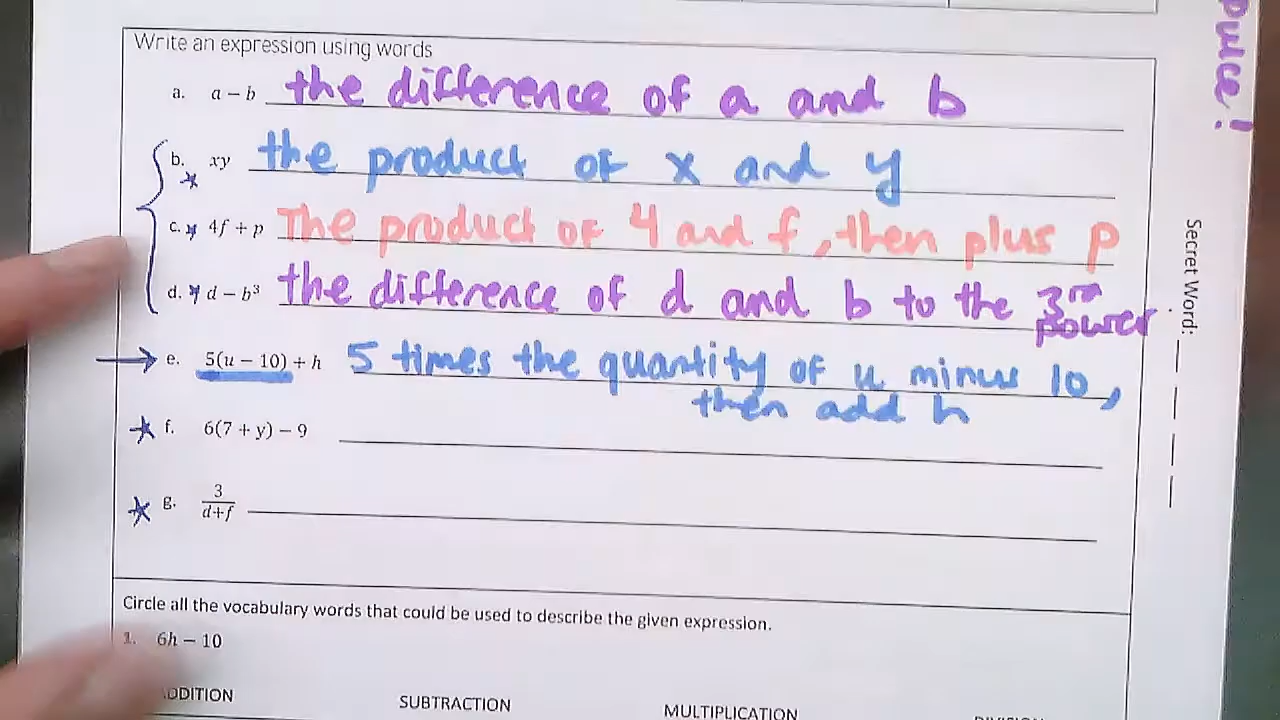 pwe!
Write an expression using words
a. a − b the difference of a and b
b. xy the product of x and y
c. 4f + p The product of 4 and f, then plus p
d. d − b³ the difference of d and b to the 3rd
power
e. 5(u − 10) + h 5 times the quantity of u minus 10,
then add h
f. 6(7 + y) − 9
g. 3/(d+f)
Secret Word:
Circle all the vocabulary words that could be used to describe the given expression.
1. 6h − 10
DDITION SUBTRACTION MULTIPLICATION